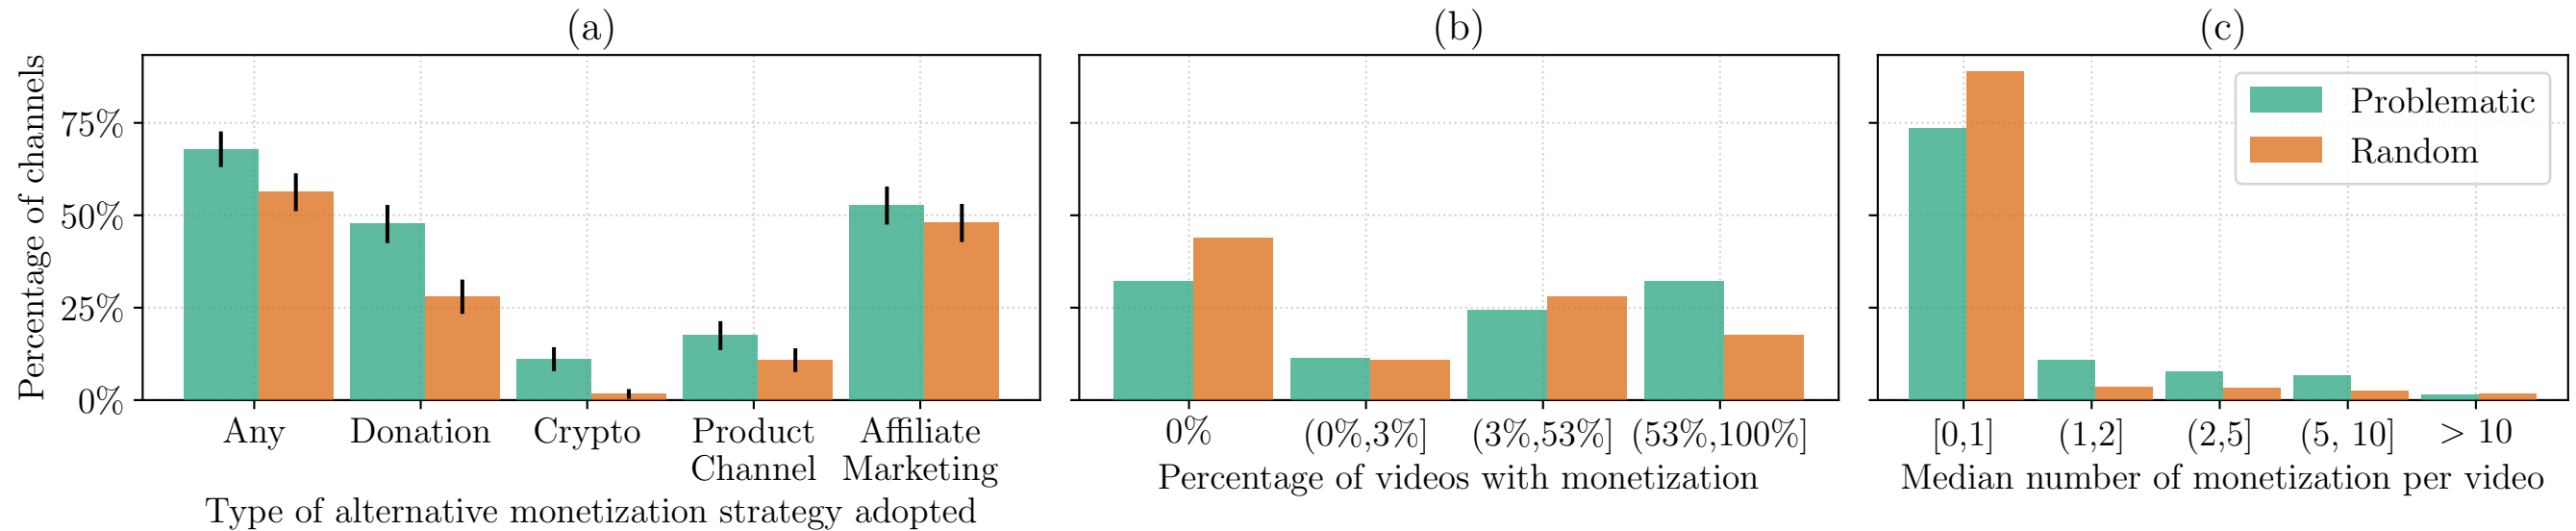 (a)
Percentage of channels
75%
50%
25%
0%
Any
Donation
Crypto
Product
Channel
Affiliate
Marketing
Type of alternative monetization strategy adopted
(b)
0%
(0%,3%]
(3%,53%]
(53%,100%]
Percentage of videos with monetization
(c)
Problematic
Random
[0,1]
(1,2]
(2,5]
(5, 10]
> 10
Median number of monetization per video